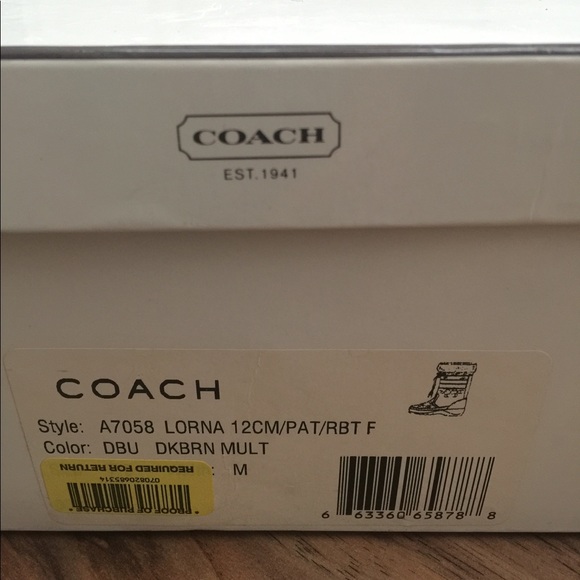 COACH
EST. 1941
COACH
Style: A7058 LORNA 12CM/PAT/RBT F
Color: DBU DKBRN MULT
: M
REQUIRED FOR RETURN
070820685314
* PROOF OF PURCHASE *
6 63360 65878 8